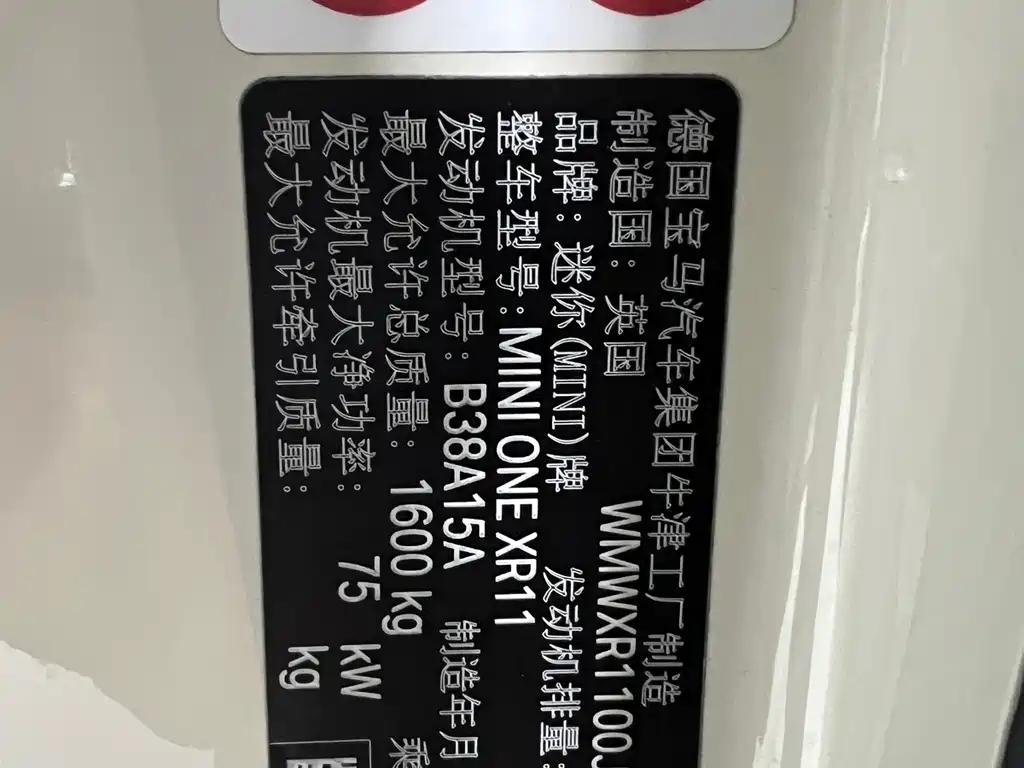 德国宝马汽车集团牛津工厂制造
制造国：英国 WMWXR1100J
品牌：迷你(MINI)牌 发动机排量：
整车型号：MINI ONE XR11
发动机型号：B38A15A 制造年月
最大允许总质量：1600 kg 乘
发动机最大净功率： 75 kW
最大允许牵引质量： kg